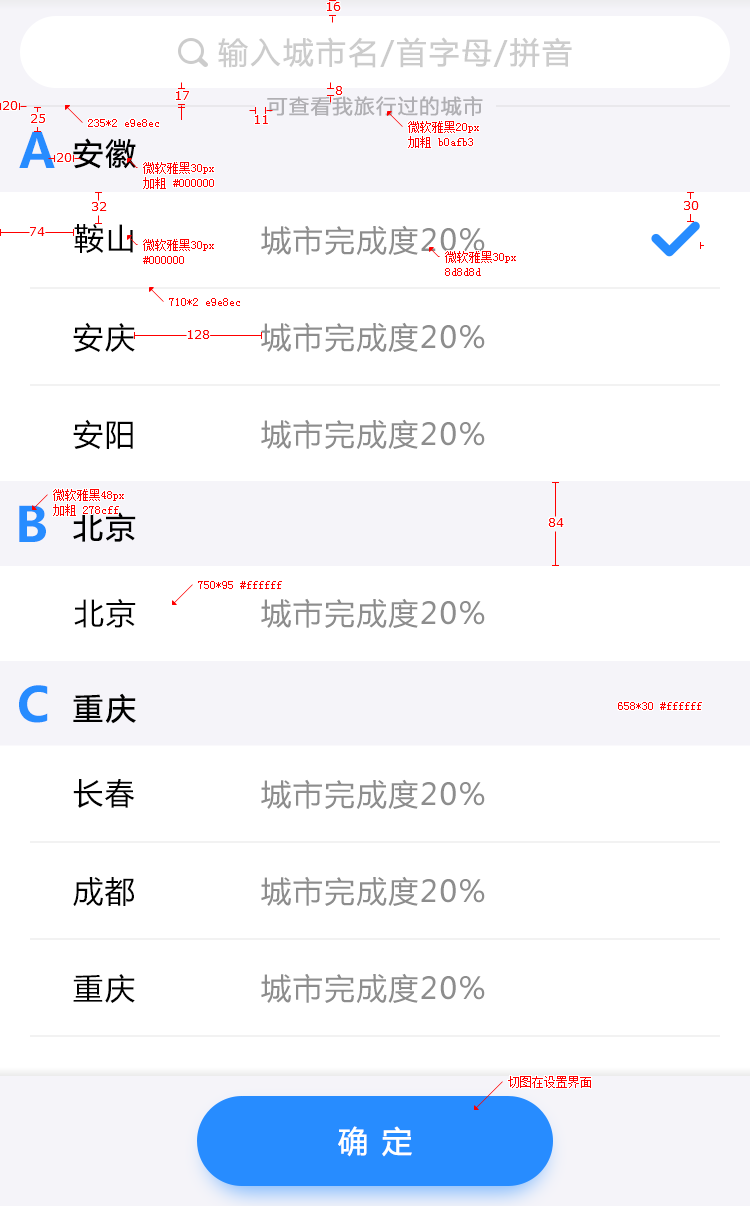 16
输入城市名/首字母/拼音
17
8
20
可查看我旅行过的城市
25
235*2 e9e8ec
11
微软雅黑20px
加粗 b0afb3
A
20
安徽
微软雅黑30px
加粗 #000000
32
30
74
鞍山
微软雅黑30px
#000000
城市完成度20%
微软雅黑30px
8d8d8d
710*2 e9e8ec
安庆
128
城市完成度20%
安阳
城市完成度20%
微软雅黑48px
加粗 278cff
B
北京
84
750*95 #ffffff
北京
城市完成度20%
C
重庆
658*30 #ffffff
长春
城市完成度20%
成都
城市完成度20%
重庆
城市完成度20%
切图在设置界面
确 定